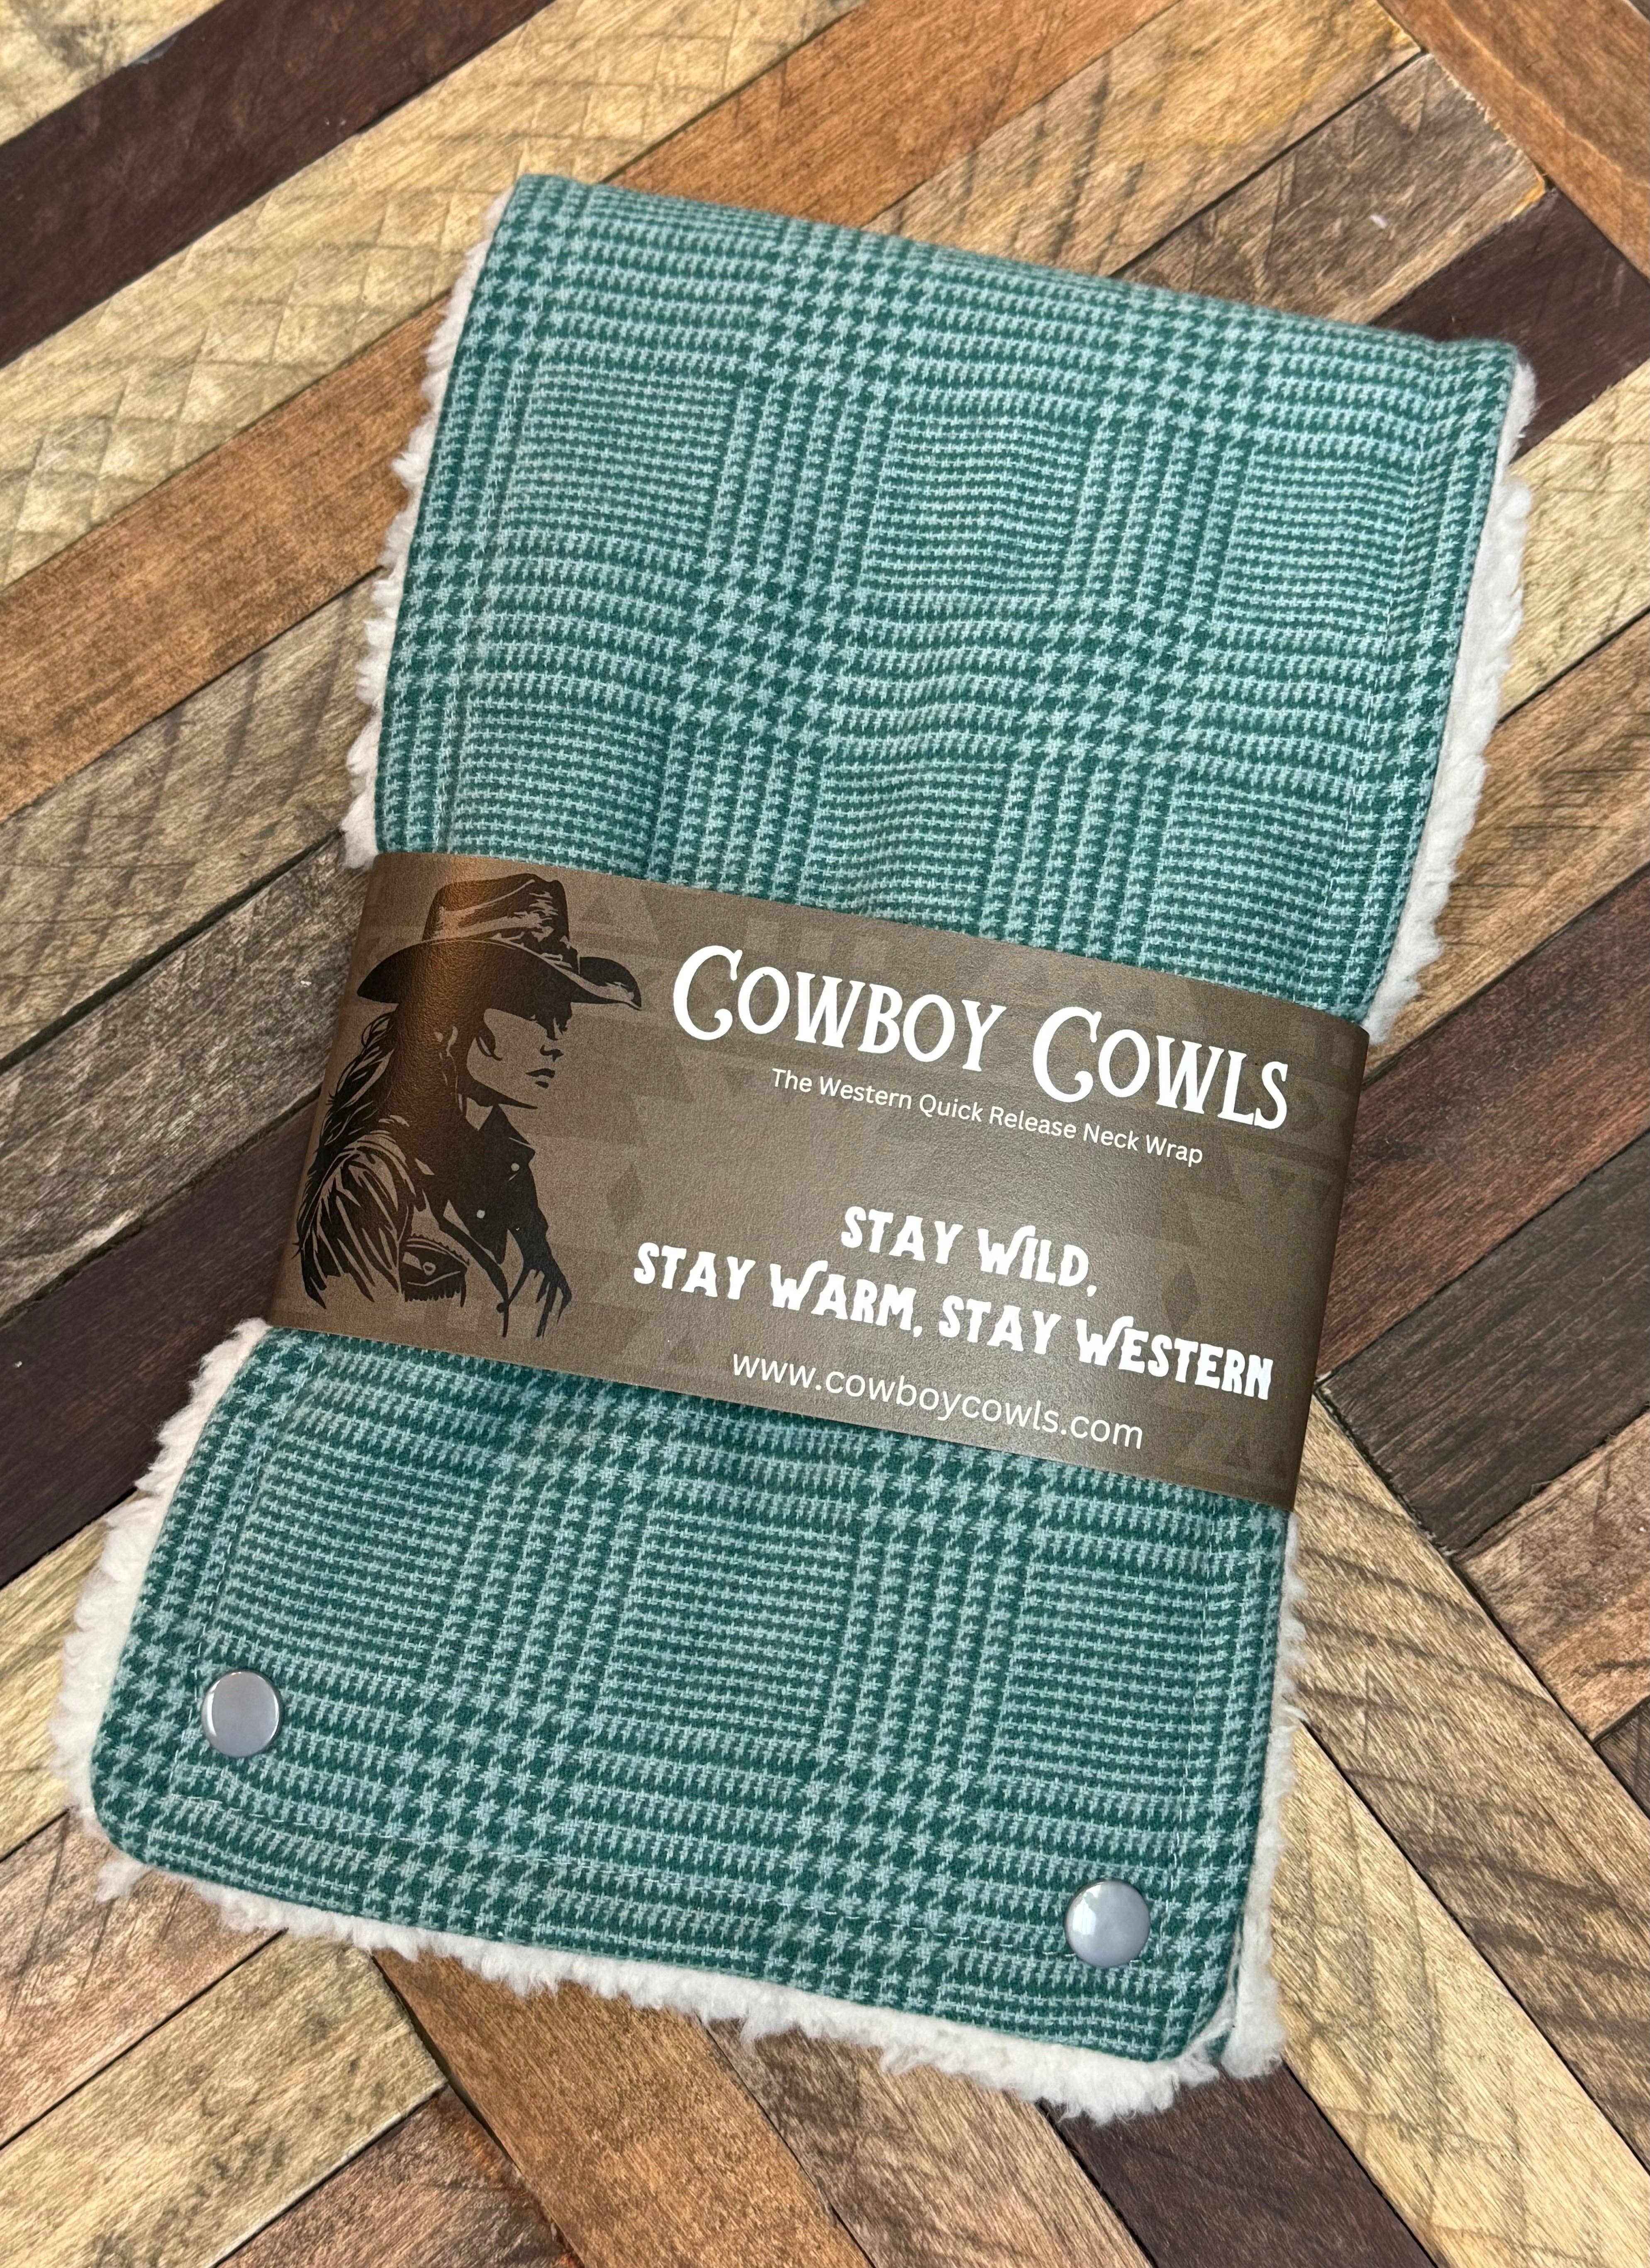 COWBOY COWLS
The Western Quick Release Neck Wrap
STAY WILD,
STAY WARM, STAY WESTERN
www.cowboycowls.com